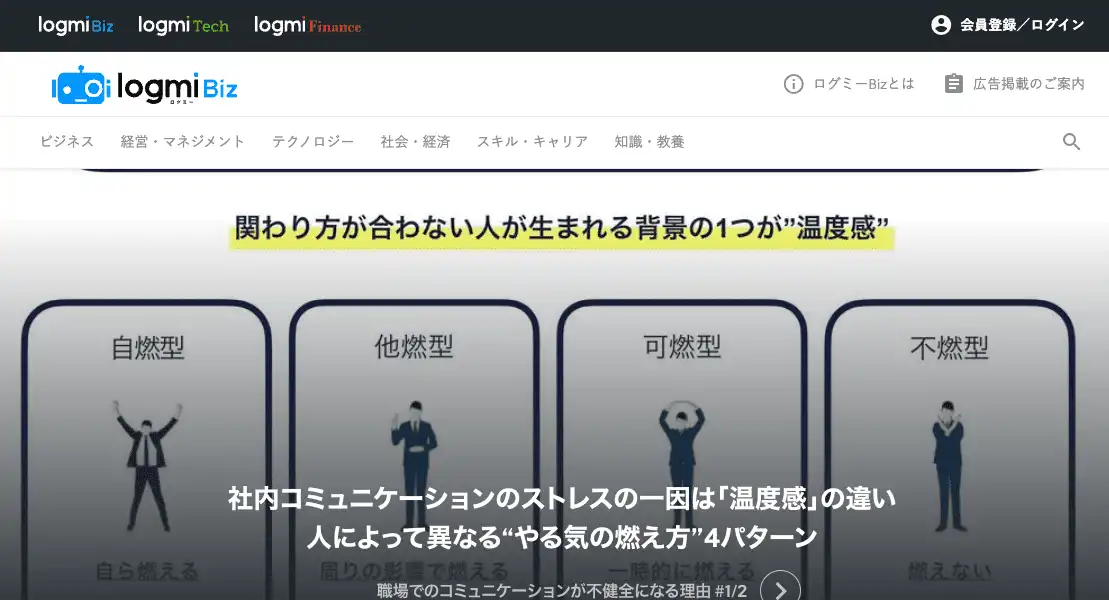 logmi Biz
logmi Tech
logmi Finance
会員登録／ログイン
logmi Biz
ログミー
ログミーBizとは
広告掲載のご案内
ビジネス
経営・マネジメント
テクノロジー
社会・経済
スキル・キャリア
知識・教養
関わり方が合わない人が生まれる背景の1つが”温度感”
自燃型
他燃型
可燃型
不燃型
社内コミュニケーションのストレスの一因は「温度感」の違い
人によって異なる“やる気の燃え方”4パターン
自ら燃える
周りの影響で燃える
一時的に燃える
燃えない
職場でのコミュニケーションが不健全になる理由 #1/2